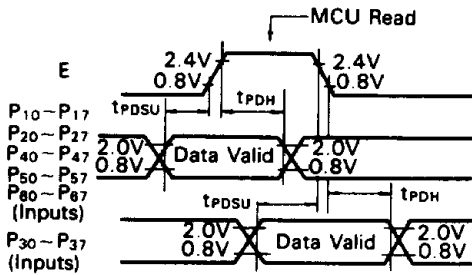 MCU Read
E
2.4V
0.8V
2.4V
0.8V
tPDSU
tPDH
P10~P17
P20~P27
P40~P47
P50~P57
P60~P67
(Inputs)
2.0V
0.8V
Data Valid
2.0V
0.8V
tPDSU
tPDH
P30~P37
(Inputs)
2.0V
0.8V
Data Valid
2.0V
0.8V